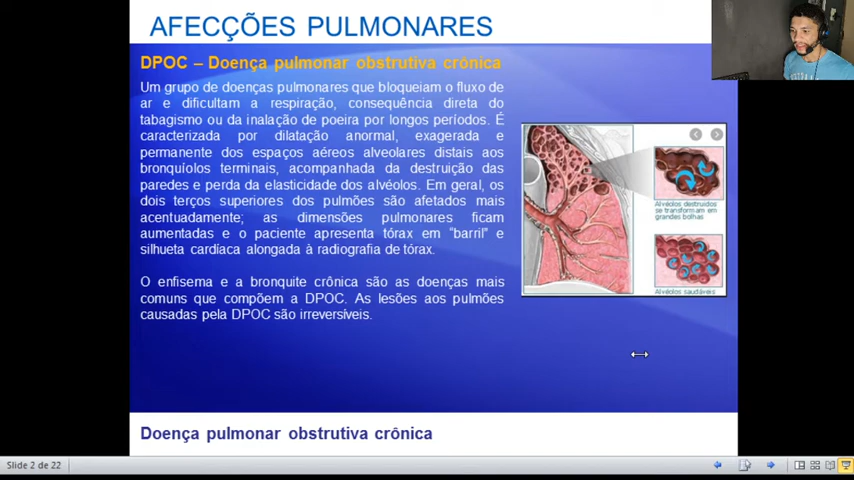 AFECÇÕES PULMONARES
DPOC – Doença pulmonar obstrutiva crônica
Um grupo de doenças pulmonares que bloqueiam o fluxo de
ar e dificultam a respiração, consequência direta do
tabagismo ou da inalação de poeira por longos períodos. É
caracterizada por dilatação anormal, exagerada e
permanente dos espaços aéreos alveolares distais aos
bronquíolos terminais, acompanhada da destruição das
paredes e perda da elasticidade dos alvéolos. Em geral, os
dois terços superiores dos pulmões são afetados mais
acentuadamente; as dimensões pulmonares ficam
aumentadas e o paciente apresenta tórax em “barril” e
silhueta cardíaca alongada à radiografia de tórax.
O enfisema e a bronquite crônica são as doenças mais
comuns que compõem a DPOC. As lesões aos pulmões
causadas pela DPOC são irreversíveis.
Alvéolos destruídos
se transformam em
grandes bolhas
Alvéolos saudáveis
Doença pulmonar obstrutiva crônica
Slide 2 de 22